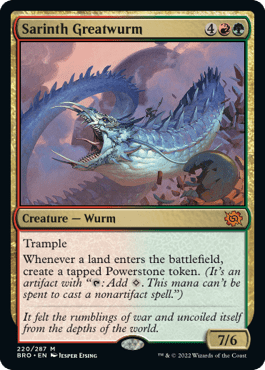 Sarinth Greatwurm 4
Creature — Wurm
Trample
Whenever a land enters the battlefield,
create a tapped Powerstone token. (It's an
artifact with "T: Add C. This mana can't be
spent to cast a nonartifact spell.")
It felt the rumblings of war and uncoiled itself
from the depths of the world.
7/6
220/287 M
BRO • EN Jesper Ejsing
™ & © 2022 Wizards of the Coast